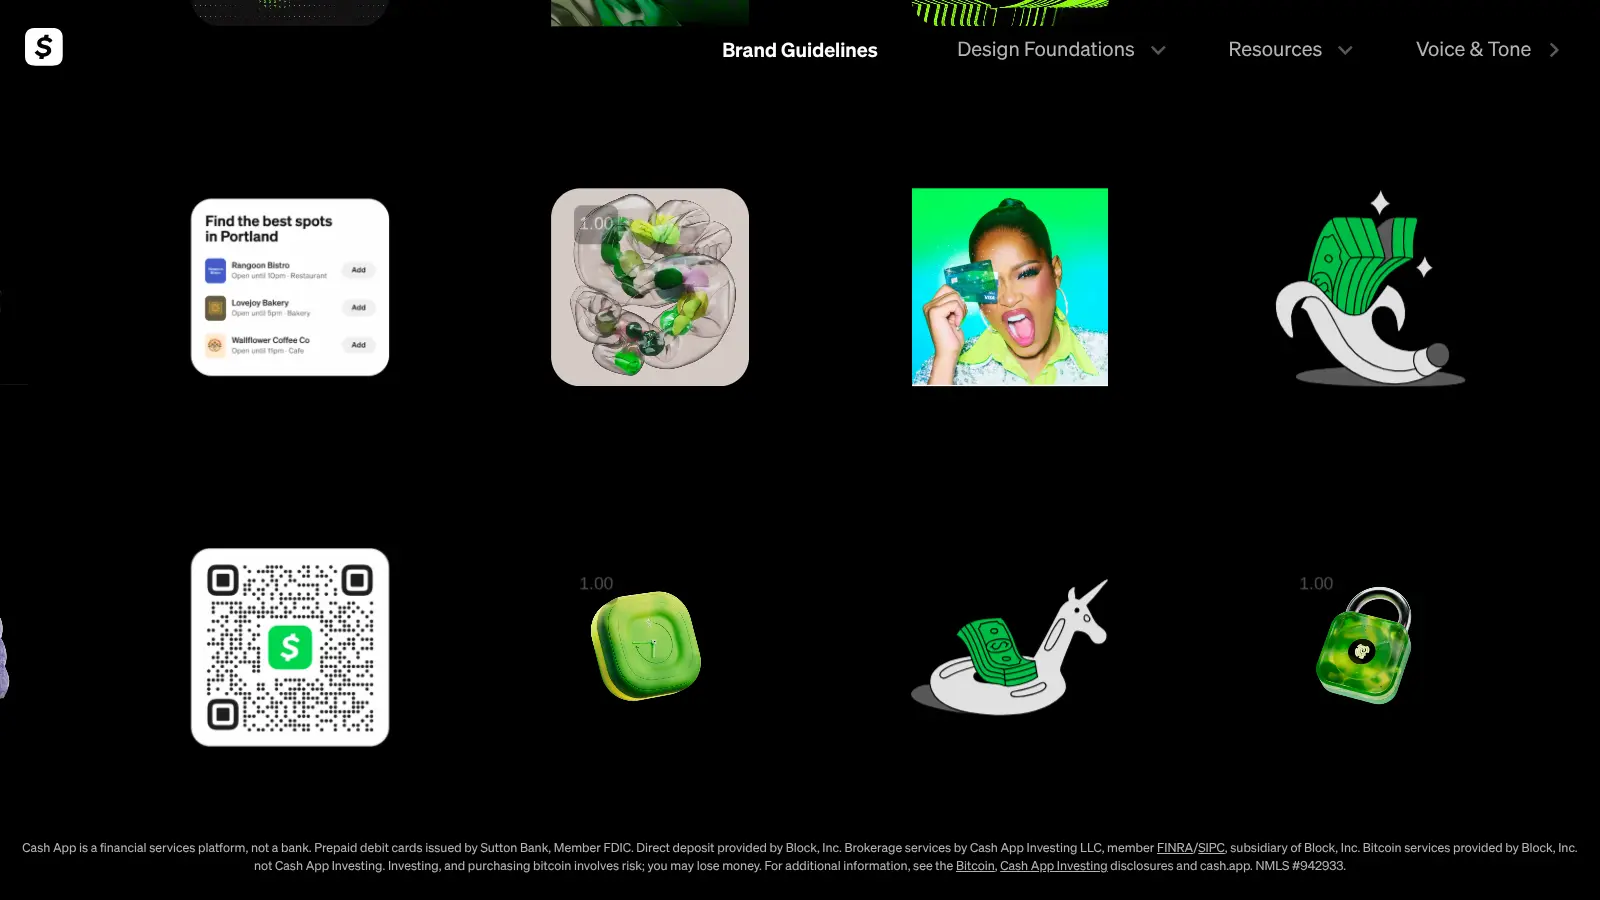 Brand Guidelines
Design Foundations
Resources
Voice & Tone
Find the best spots
in Portland
Rangoon Bistro
Open until 10pm · Restaurant
Add
Lovejoy Bakery
Open until 5pm · Bakery
Add
Wallflower Coffee Co
Open until 11pm · Cafe
Add
1.00
VISA
1.00
1.00
Cash App is a financial services platform, not a bank. Prepaid debit cards issued by Sutton Bank, Member FDIC. Direct deposit provided by Block, Inc. Brokerage services by Cash App Investing LLC, member FINRA/SIPC, subsidiary of Block, Inc. Bitcoin services provided by Block, Inc.
not Cash App Investing. Investing, and purchasing bitcoin involves risk; you may lose money. For additional information, see the Bitcoin, Cash App Investing disclosures and cash.app. NMLS #942933.